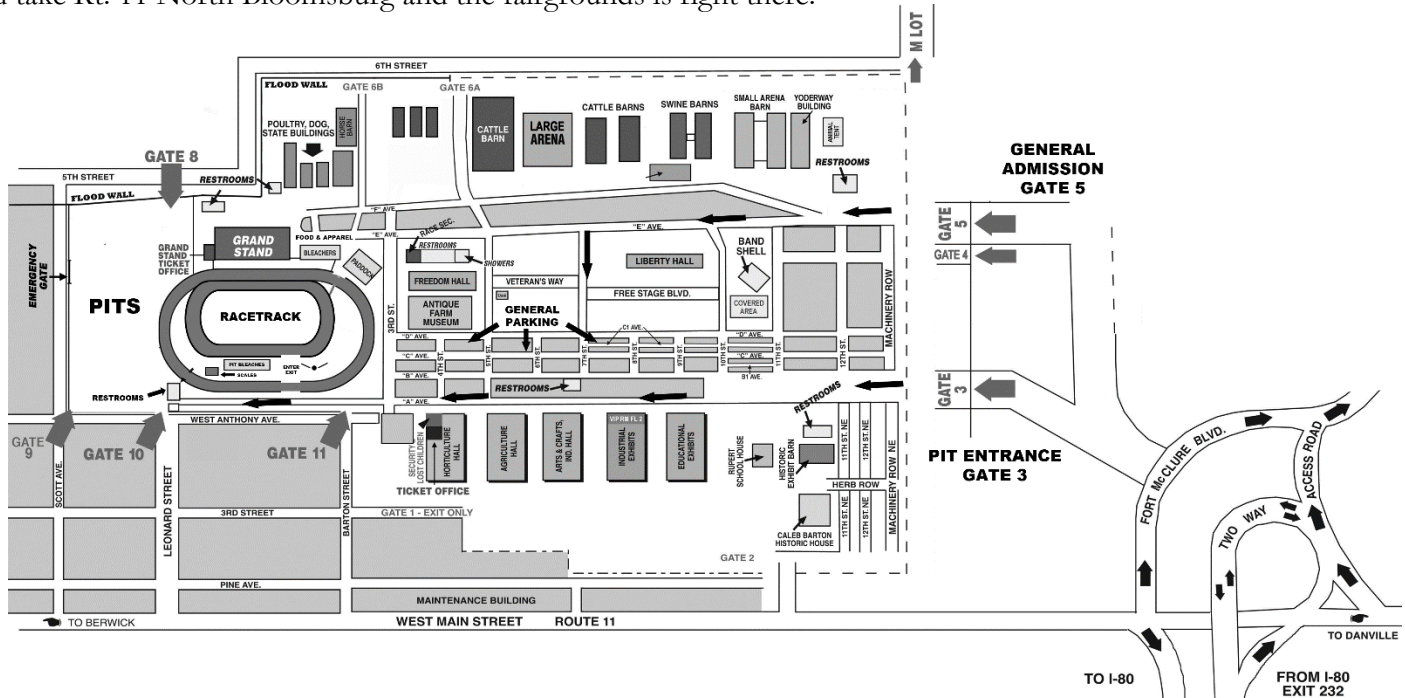 take Rt. 11 North Bloomsburg and the fairgrounds is right there.
M LOT
6TH STREET
FLOOD WALL
GATE 6B
GATE 6A
POULTRY, DOG,
STATE BUILDINGS
HORSE
BARN
CATTLE
BARN
LARGE
ARENA
CATTLE BARNS
SWINE BARNS
SMALL ARENA
BARN
YODERWAY
BUILDING
ANIMAL
TENT
RESTROOMS
GATE 8
RESTROOMS
5TH STREET
FLOOD WALL
GENERAL
ADMISSION
GATE 5
GATE
5
GATE 4
"F" AVE.
"E" AVE.
"E" AVE.
RACE SEC.
RESTROOMS
SHOWERS
GRAND
STAND
GRAND
STAND
TICKET
OFFICE
FOOD & APPAREL
BLEACHERS
PADDOCK
EMERGENCY
GATE
PITS
RACETRACK
3RD ST.
FREEDOM HALL
ANTIQUE
FARM
MUSEUM
VETERAN'S WAY
LIBERTY HALL
FREE STAGE BLVD.
BAND
SHELL
COVERED
AREA
MACHINERY ROW
GENERAL
PARKING
C1 AVE.
"D" AVE.
"D" AVE.
"C" AVE.
"C" AVE.
"B" AVE.
B1 AVE.
"A" AVE.
4TH ST.
5TH ST.
6TH ST.
7TH ST.
8TH ST.
9TH ST.
10TH ST.
11TH ST.
12TH ST.
PIT BLEACHES
SCALES
ENTER
EXIT
RESTROOMS
RESTROOMS
RESTROOMS
GATE
3
PIT ENTRANCE
GATE 3
WEST ANTHONY AVE.
GATE
9
GATE 10
GATE 11
SECURITY
LOST CHILDREN
HORTICULTURE
HALL
TICKET OFFICE
AGRICULTURE
HALL
ARTS & CRAFTS,
IND. HALL
VIP RM FL 2
INDUSTRIAL
EXHIBITS
EDUCATIONAL
EXHIBITS
RUPERT
SCHOOL HOUSE
HISTORIC
EXHIBIT BARN
11TH ST. NE
12TH ST. NE
HERB ROW
11TH ST. NE
12TH ST. NE
MACHINERY ROW NE
CALEB BARTON
HISTORIC HOUSE
SCOTT AVE.
LEONARD STREET
BARTON STREET
3RD STREET
GATE 1 - EXIT ONLY
GATE 2
PINE AVE.
MAINTENANCE BUILDING
TO BERWICK
WEST MAIN STREET ROUTE 11
FORT McCLURE BLVD.
TWO WAY
ACCESS ROAD
TO DANVILLE
TO I-80
FROM I-80
EXIT 232